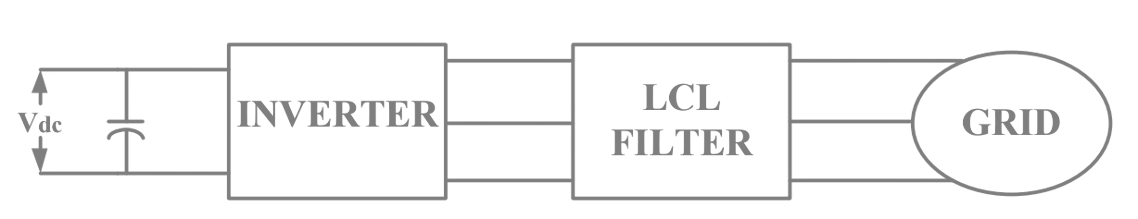 Vdc
INVERTER
LCL
FILTER
GRID